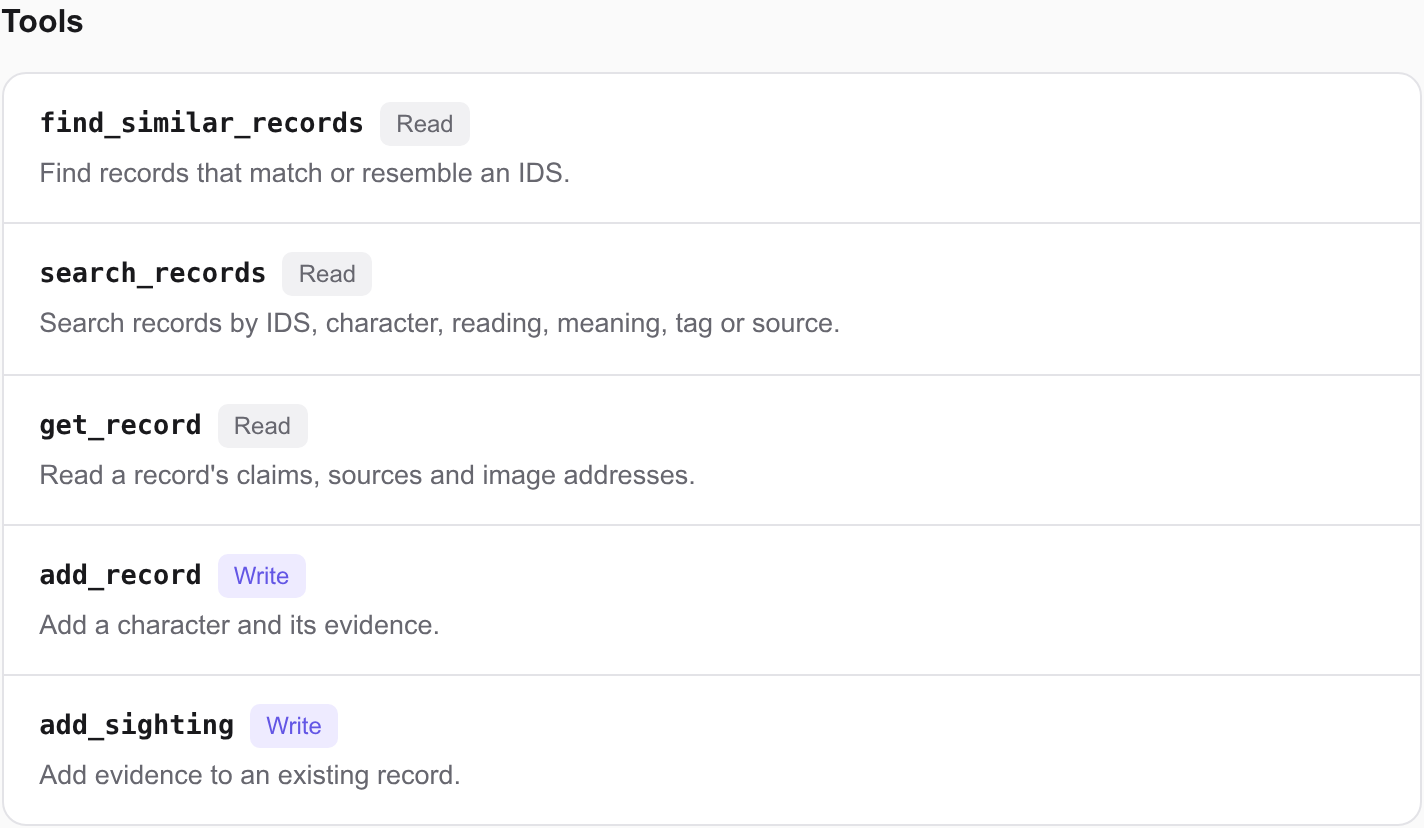 Tools
find_similar_records Read
Find records that match or resemble an IDS.
search_records Read
Search records by IDS, character, reading, meaning, tag or source.
get_record Read
Read a record's claims, sources and image addresses.
add_record Write
Add a character and its evidence.
add_sighting Write
Add evidence to an existing record.